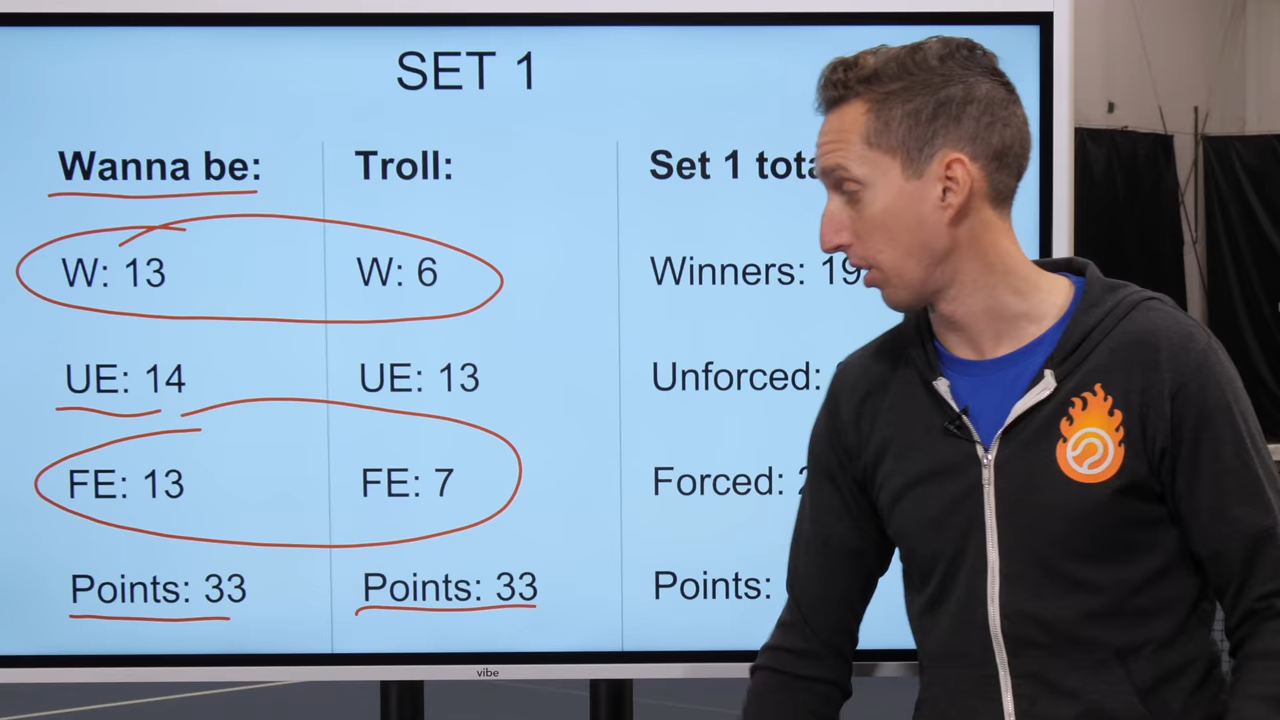 SET 1
Wanna be:
W: 13
UE: 14
FE: 13
Points: 33
Troll:
W: 6
UE: 13
FE: 7
Points: 33
Set 1
Winners: 19
Unforced:
Forced:
Points:
vibe